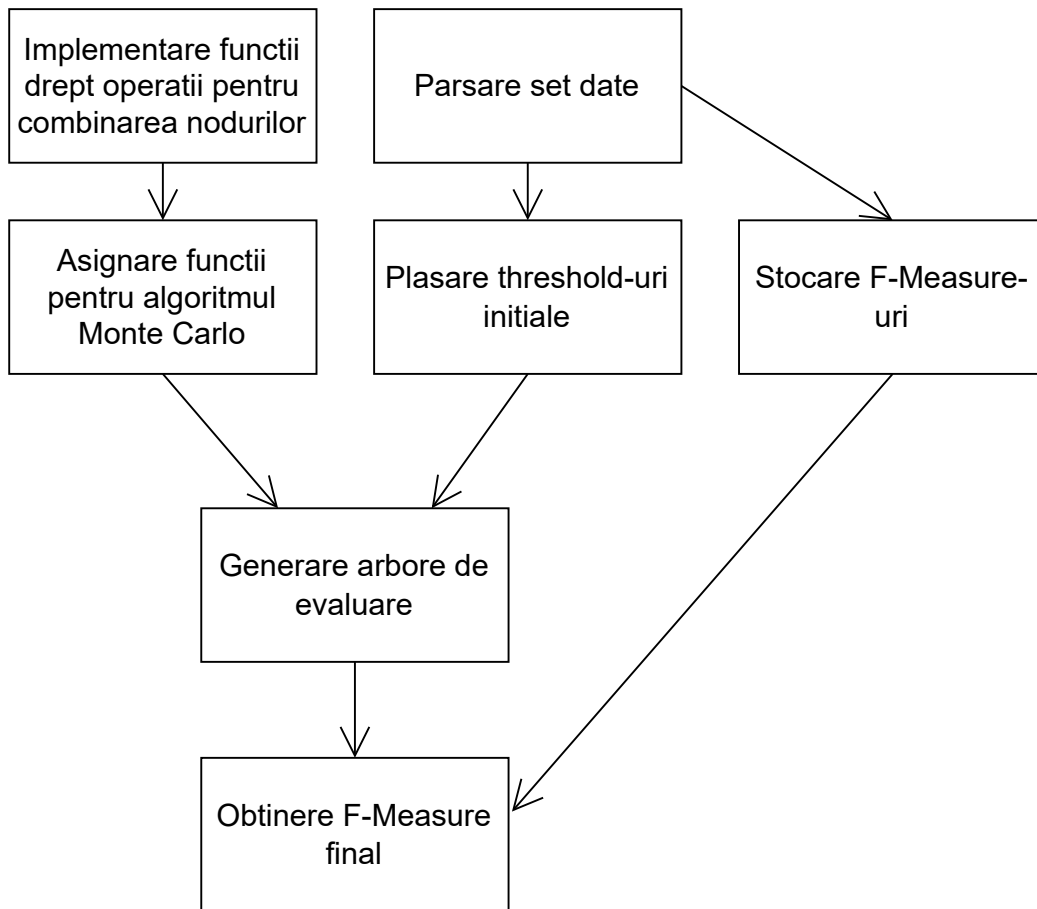 Implementare functii
drept operatii pentru
combinarea nodurilor
Parsare set date
Asignare functii
pentru algoritmul
Monte Carlo
Plasare threshold-uri
initiale
Stocare F-Measure-
uri
Generare arbore de
evaluare
Obtinere F-Measure
final